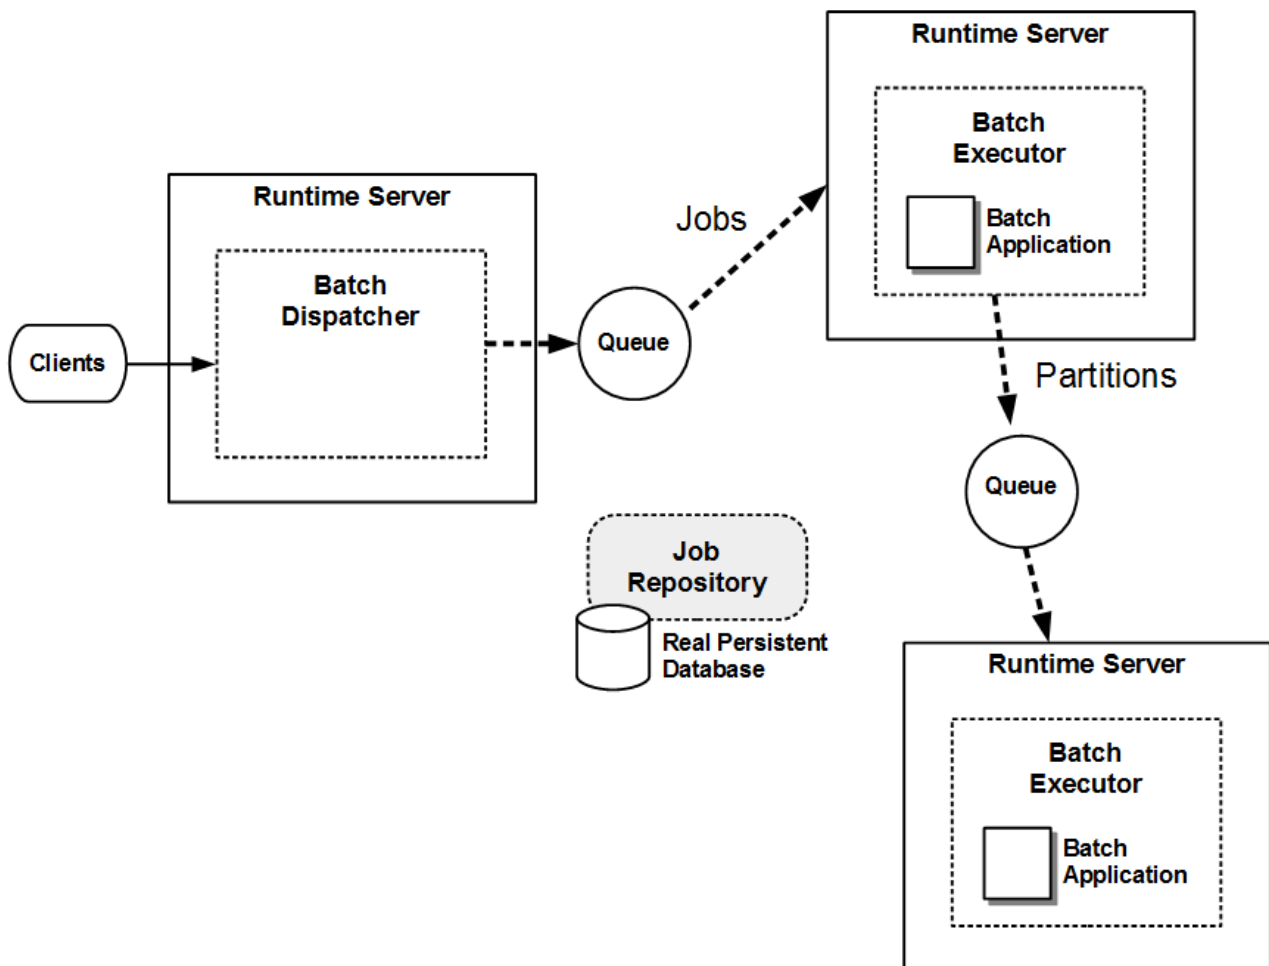 Runtime Server
Batch
Executor
Batch
Application
Runtime Server
Batch
Dispatcher
Clients
Queue
Jobs
Partitions
Queue
Job
Repository
Real Persistent
Database
Runtime Server
Batch
Executor
Batch
Application